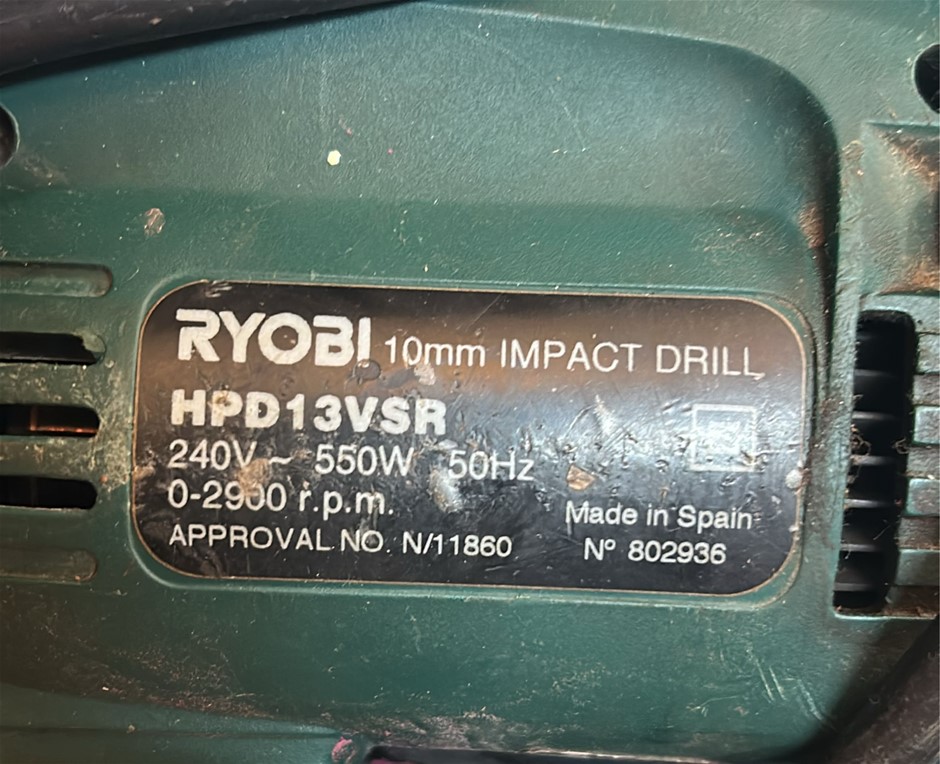 RYOBI 10mm IMPACT DRILL
HPD13VSR
240V ~ 550W 50Hz
0-2900 r.p.m.
APPROVAL NO. N/11860
Made in Spain
Nº 802936